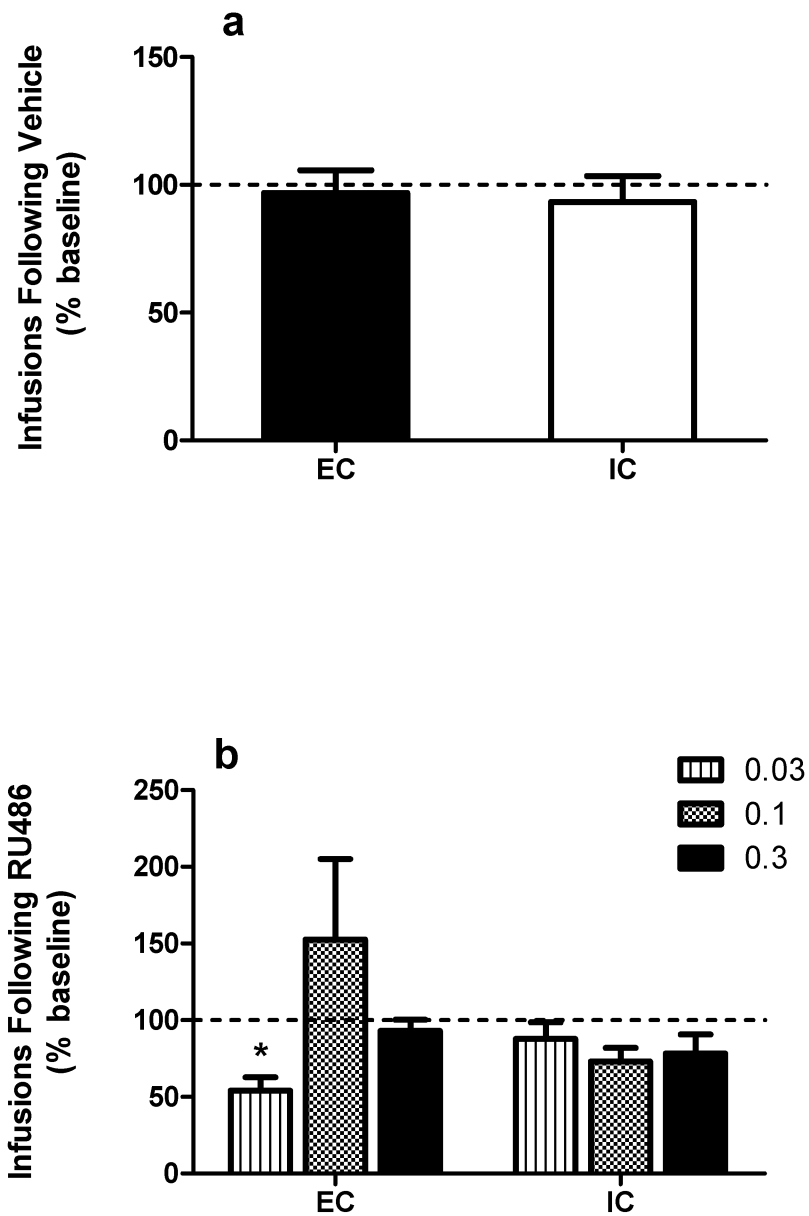 a
Infusions Following Vehicle
(% baseline)
150
100
50
0
EC
IC
b
Infusions Following RU486
(% baseline)
250
200
150
100
50
0
*
EC
IC
0.03
0.1
0.3